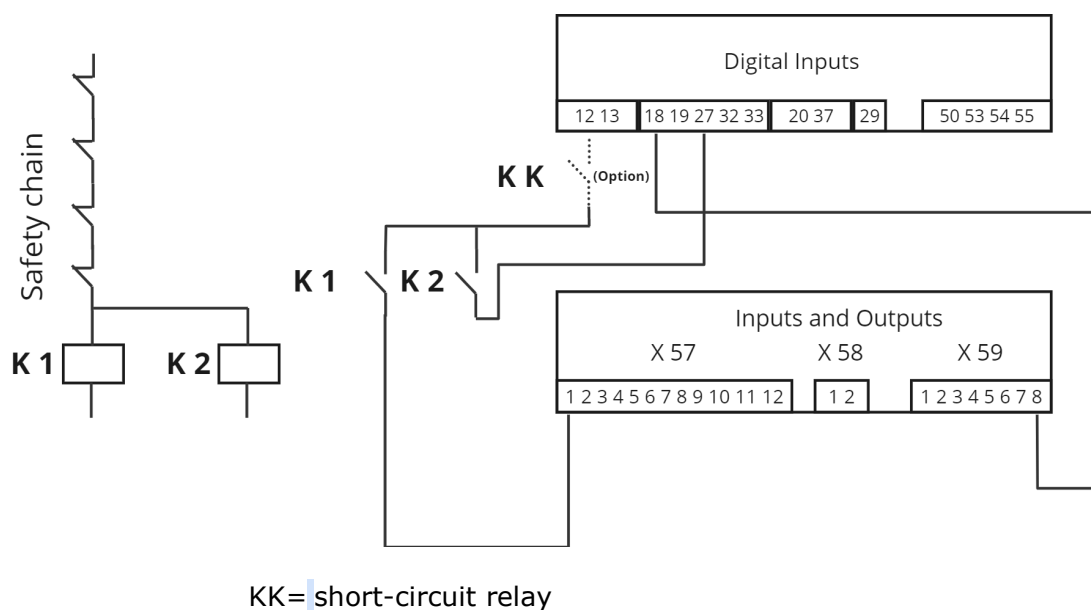 Digital Inputs
12 13
18 19 27 32 33
20 37
29
50 53 54 55
Safety chain
K K
(Option)
K 1
K 2
Inputs and Outputs
X 57
X 58
X 59
K 1
K 2
1 2 3 4 5 6 7 8 9 10 11 12
1 2
1 2 3 4 5 6 7 8
KK= short-circuit relay